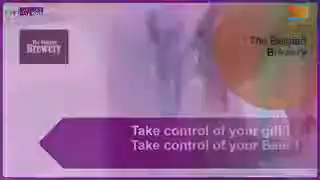 The Belgian
Brewery
The Belgian
Brewery
Take control of your gift !
Take control of your Beer !